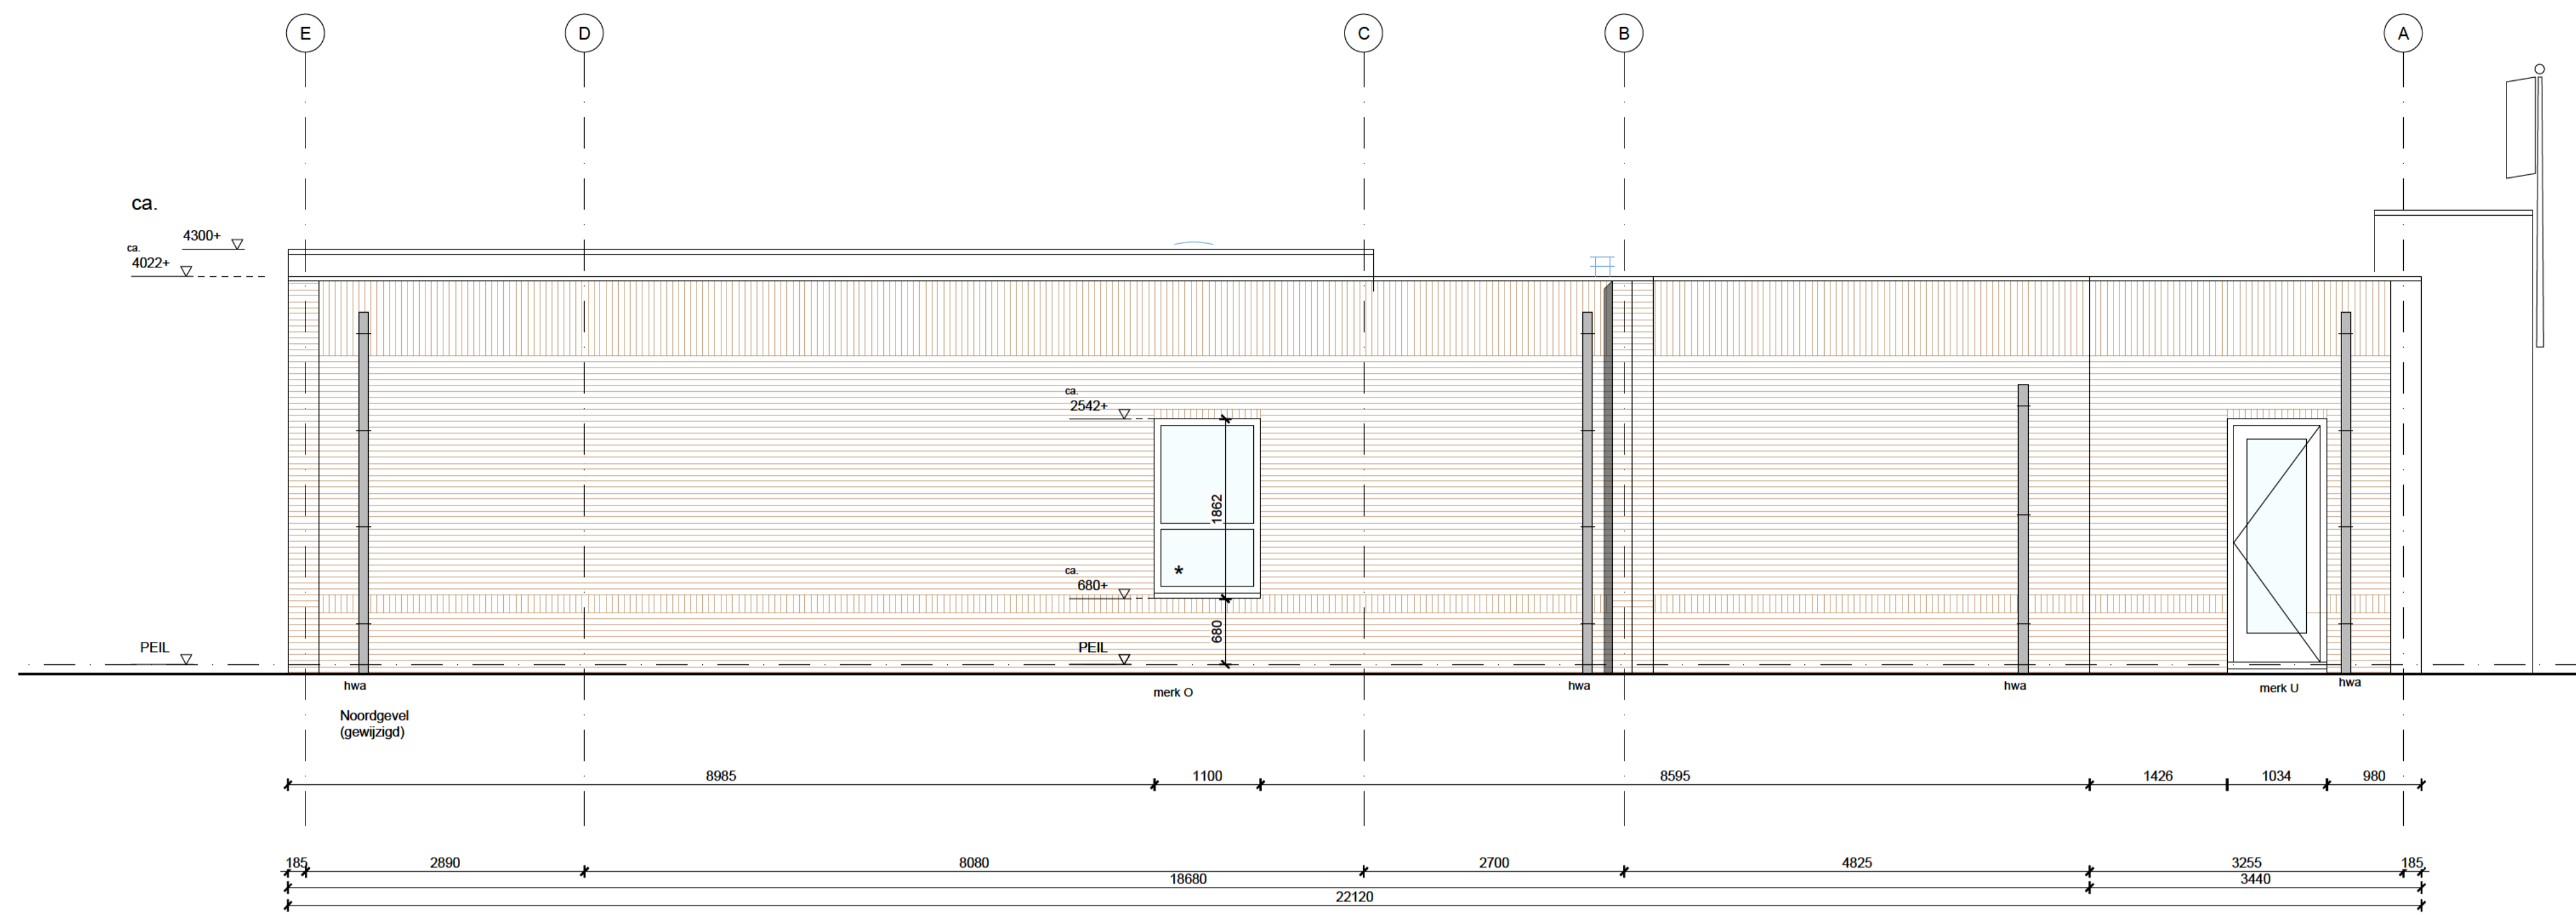 E D C B A
ca.
4300+
ca.
4022+
ca.
2542+
1862
*
ca.
680+
680
PEIL
PEIL
hwa
merk O
hwa
hwa
merk U
hwa
Noordgevel
(gewijzigd)
8985 1100 8595 1426 1034 980
185 2890 8080 2700 4825 3255 185
18680 3440
22120